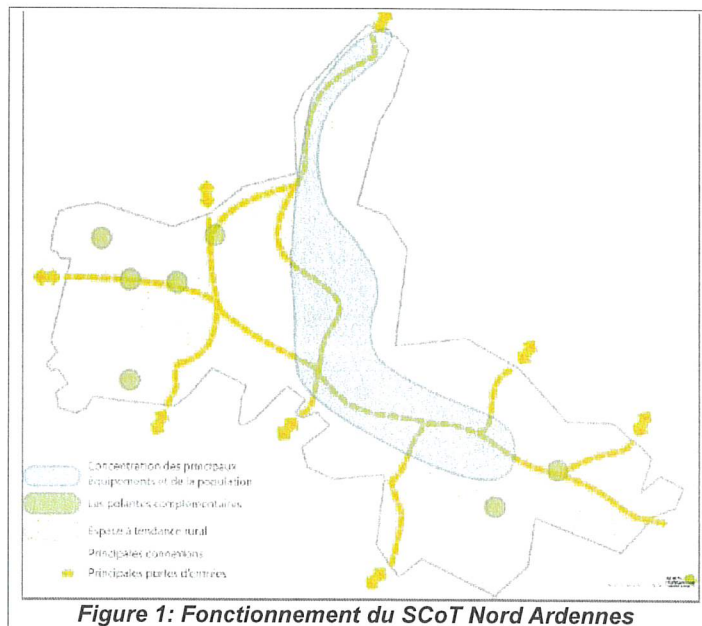 Concentration des principaux
équipements et de la population
Les polarités complémentaires
Espace à tendance rural
Principales connexions
Principales portes d'entrées
Figure 1: Fonctionnement du SCoT Nord Ardennes